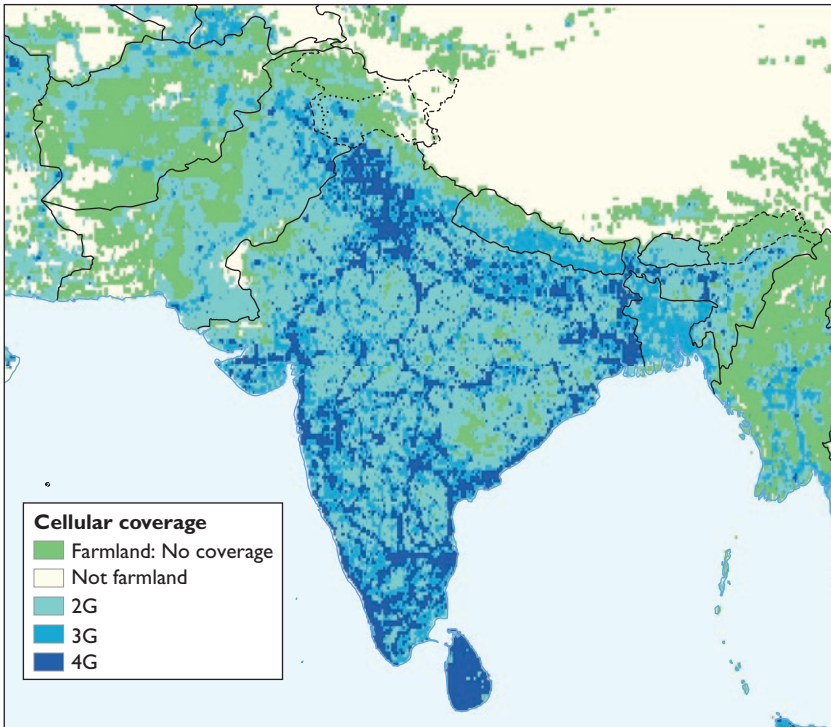 Cellular coverage
Farmland: No coverage
Not farmland
2G
3G
4G